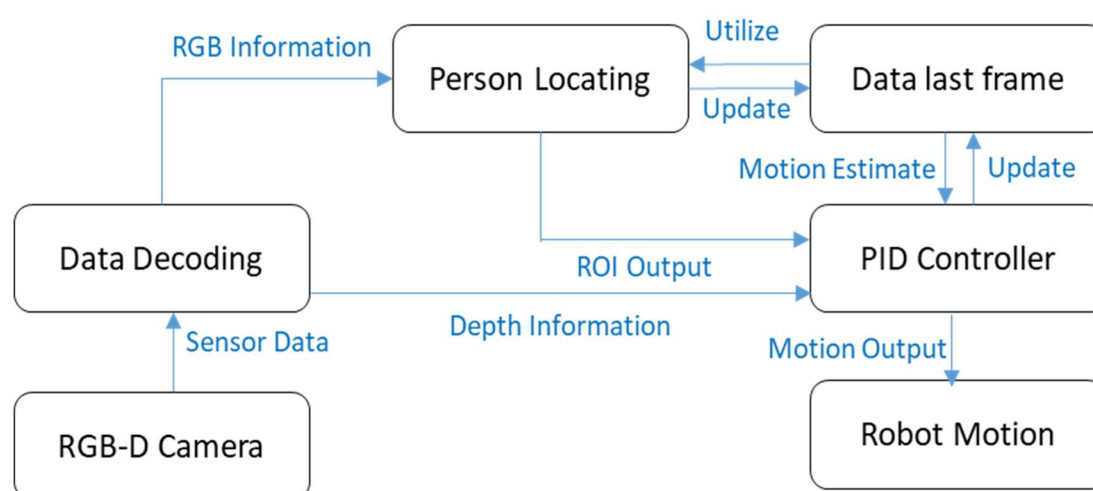 Utilize
RGB Information
Person Locating
Data last frame
Update
Motion Estimate
Update
Data Decoding
PID Controller
ROI Output
Depth Information
Sensor Data
Motion Output
RGB-D Camera
Robot Motion